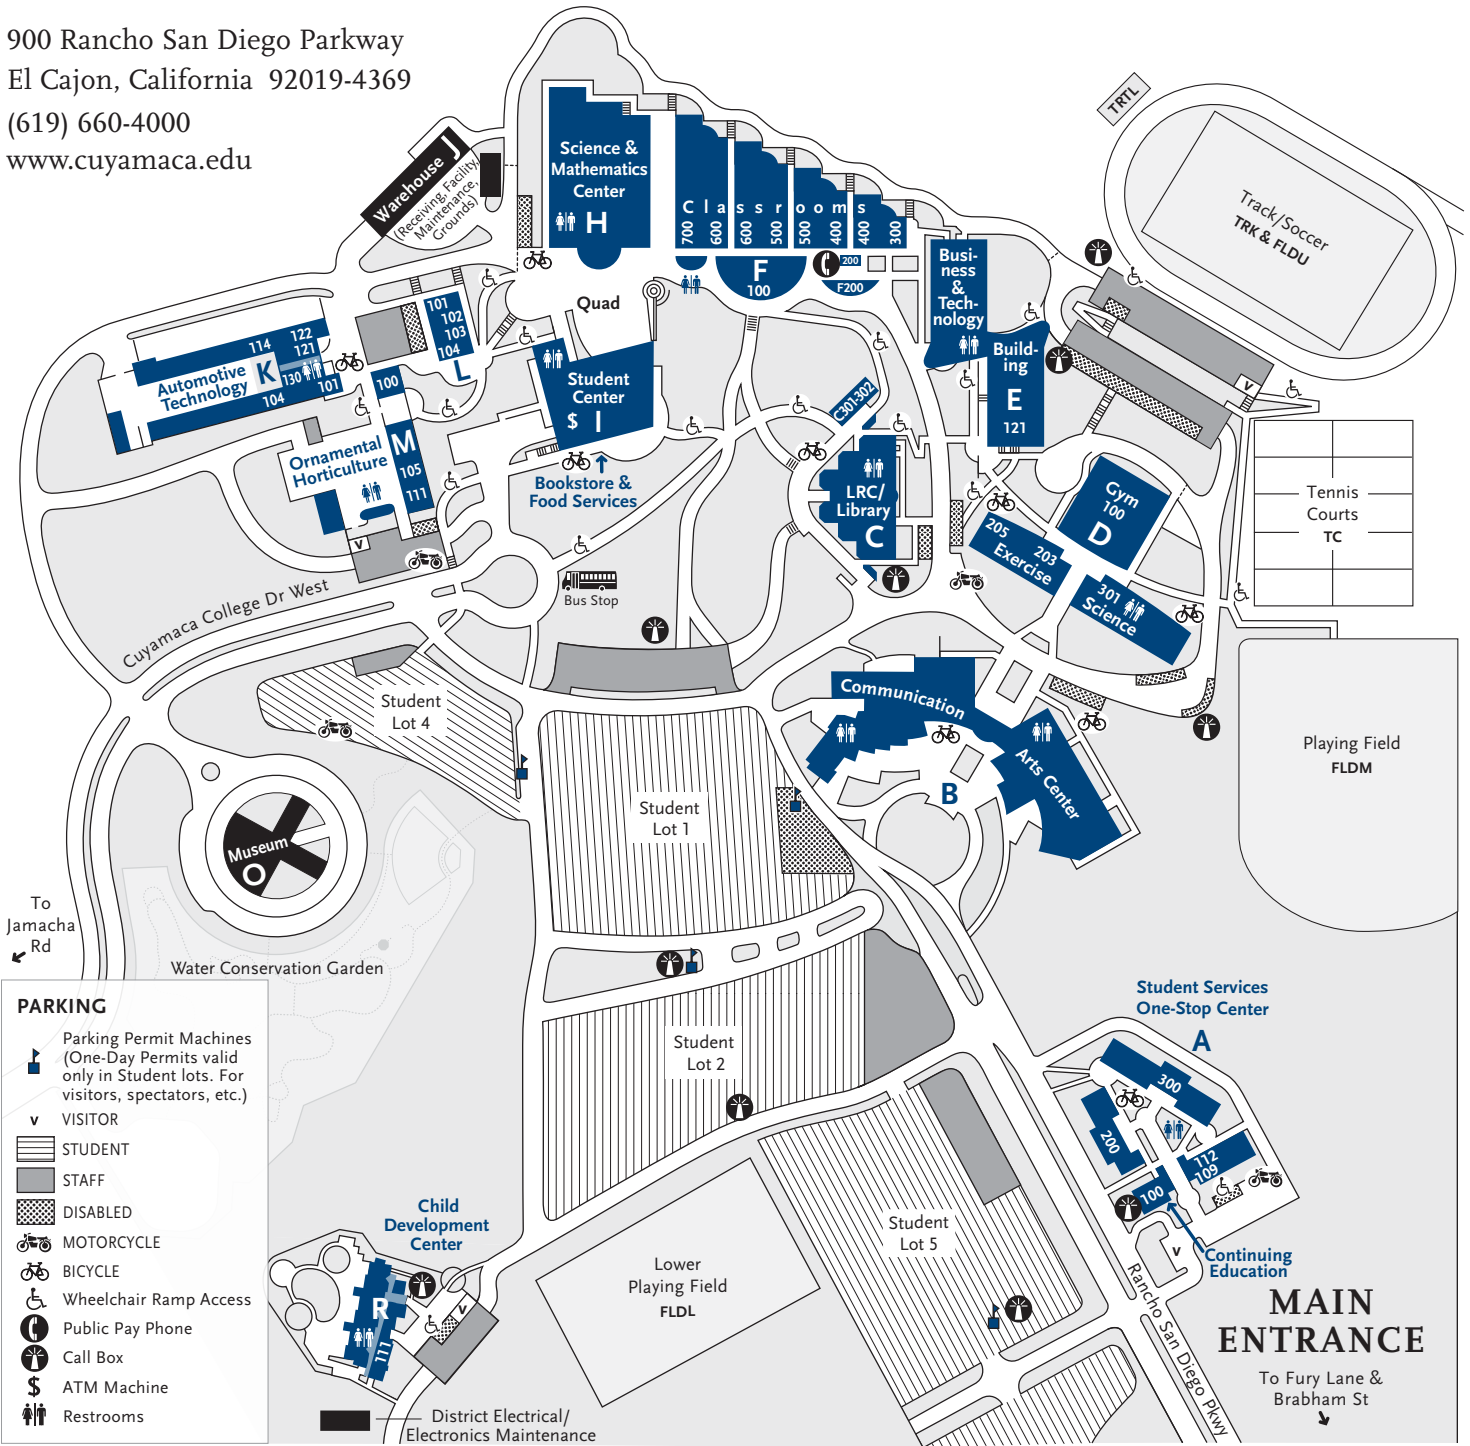 900 Rancho San Diego Parkway
El Cajon, California 92019-4369
(619) 660-4000
www.cuyamaca.edu
Warehouse J
(Receiving, Facility,
Maintenance,
Grounds)
Science &
Mathematics
Center
H
Classrooms
700
600
600
500
500
400
400
300
F
100
200
F200
Quad
TRTL
Track/Soccer
TRK & FLDU
Busi-
ness
&
Tech-
nology
Build-
ing
E
121
101
102
103
104
L
114
122
121
K
130
101
104
Automotive
Technology
100
Ornamental
Horticulture
M
105
111
V
Student
Center
$ I
Bookstore &
Food Services
C301-302
LRC/
Library
C
Gym
100
D
205
203
Exercise
301
Science
V
Tennis
Courts
TC
Bus Stop
Cuyamaca College Dr West
Student
Lot 4
Communication
Arts Center
B
Playing Field
FLDM
Student
Lot 1
Museum
O
To
Jamacha
Rd
Water Conservation Garden
Student
Lot 2
Student Services
One-Stop Center
A
300
200
112
109
100
V
Continuing
Education
MAIN
ENTRANCE
To Fury Lane &
Brabham St
Rancho San Diego Pkwy
Student
Lot 5
Lower
Playing Field
FLDL
Child
Development
Center
R
111
V
District Electrical/
Electronics Maintenance
PARKING
Parking Permit Machines
(One-Day Permits valid
only in Student lots. For
visitors, spectators, etc.)
V VISITOR
STUDENT
STAFF
DISABLED
MOTORCYCLE
BICYCLE
Wheelchair Ramp Access
Public Pay Phone
Call Box
$ ATM Machine
Restrooms